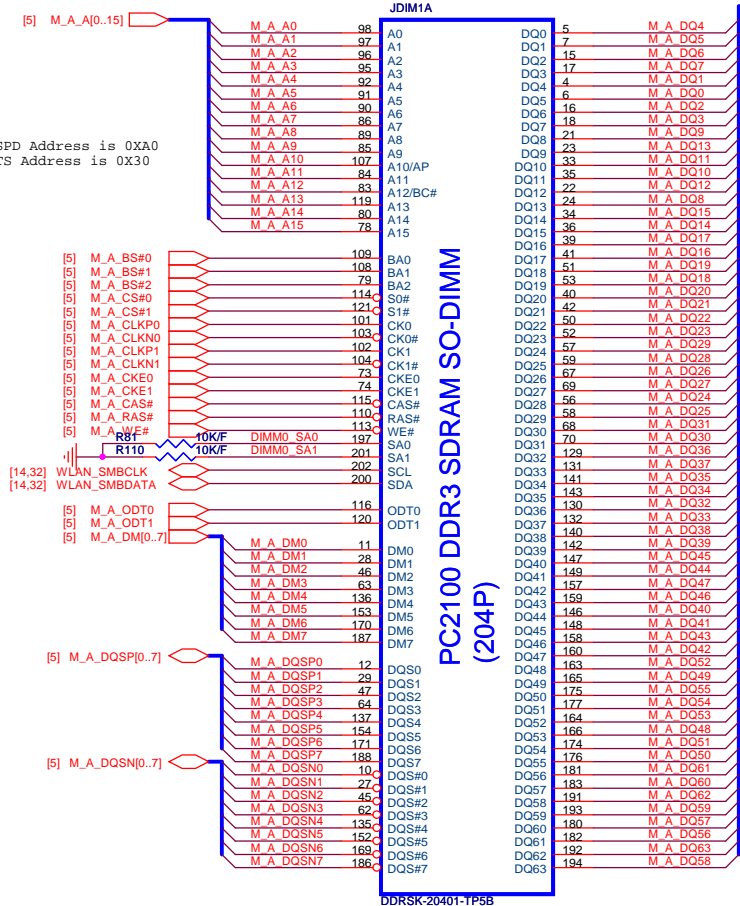 JDIM1A
[5] M_A_A[0..15]
M_A_A0 98 A0
M_A_A1 97 A1
M_A_A2 96 A2
M_A_A3 95 A3
M_A_A4 92 A4
M_A_A5 91 A5
M_A_A6 90 A6
M_A_A7 86 A7
M_A_A8 89 A8
M_A_A9 85 A9
M_A_A10 107 A10/AP
M_A_A11 84 A11
M_A_A12 83 A12/BC#
M_A_A13 119 A13
M_A_A14 80 A14
M_A_A15 78 A15
SPD Address is 0XA0
TS Address is 0X30
[5] M_A_BS#0 109 BA0
[5] M_A_BS#1 108 BA1
[5] M_A_BS#2 79 BA2
[5] M_A_CS#0 114 S0#
[5] M_A_CS#1 121 S1#
[5] M_A_CLKP0 101 CK0
[5] M_A_CLKN0 103 CK0#
[5] M_A_CLKP1 102 CK1
[5] M_A_CLKN1 104 CK1#
[5] M_A_CKE0 73 CKE0
[5] M_A_CKE1 74 CKE1
[5] M_A_CAS# 115 CAS#
[5] M_A_RAS# 110 RAS#
[5] M_A_WE# 113 WE#
R81 10K/F DIMM0_SA0 197 SA0
R110 10K/F DIMM0_SA1 201 SA1
[14,32] WLAN_SMBCLK 202 SCL
[14,32] WLAN_SMBDATA 200 SDA
[5] M_A_ODT0 116 ODT0
[5] M_A_ODT1 120 ODT1
[5] M_A_DM[0..7]
M_A_DM0 11 DM0
M_A_DM1 28 DM1
M_A_DM2 46 DM2
M_A_DM3 63 DM3
M_A_DM4 136 DM4
M_A_DM5 153 DM5
M_A_DM6 170 DM6
M_A_DM7 187 DM7
[5] M_A_DQSP[0..7]
M_A_DQSP0 12 DQS0
M_A_DQSP1 29 DQS1
M_A_DQSP2 47 DQS2
M_A_DQSP3 64 DQS3
M_A_DQSP4 137 DQS4
M_A_DQSP5 154 DQS5
M_A_DQSP6 171 DQS6
M_A_DQSP7 188 DQS7
[5] M_A_DQSN[0..7]
M_A_DQSN0 10 DQS#0
M_A_DQSN1 27 DQS#1
M_A_DQSN2 45 DQS#2
M_A_DQSN3 62 DQS#3
M_A_DQSN4 135 DQS#4
M_A_DQSN5 152 DQS#5
M_A_DQSN6 169 DQS#6
M_A_DQSN7 186 DQS#7
PC2100 DDR3 SDRAM SO-DIMM
(204P)
DQ0 5 M_A_DQ4
DQ1 7 M_A_DQ5
DQ2 15 M_A_DQ6
DQ3 17 M_A_DQ7
DQ4 4 M_A_DQ1
DQ5 6 M_A_DQ0
DQ6 16 M_A_DQ2
DQ7 18 M_A_DQ3
DQ8 21 M_A_DQ9
DQ9 23 M_A_DQ13
DQ10 33 M_A_DQ11
DQ11 35 M_A_DQ10
DQ12 22 M_A_DQ12
DQ13 24 M_A_DQ8
DQ14 34 M_A_DQ15
DQ15 36 M_A_DQ14
DQ16 39 M_A_DQ17
DQ17 41 M_A_DQ16
DQ18 51 M_A_DQ19
DQ19 53 M_A_DQ18
DQ20 40 M_A_DQ20
DQ21 42 M_A_DQ21
DQ22 50 M_A_DQ22
DQ23 52 M_A_DQ23
DQ24 57 M_A_DQ29
DQ25 59 M_A_DQ28
DQ26 67 M_A_DQ26
DQ27 69 M_A_DQ27
DQ28 56 M_A_DQ24
DQ29 58 M_A_DQ25
DQ30 68 M_A_DQ31
DQ31 70 M_A_DQ30
DQ32 129 M_A_DQ36
DQ33 131 M_A_DQ37
DQ34 141 M_A_DQ35
DQ35 143 M_A_DQ34
DQ36 130 M_A_DQ32
DQ37 132 M_A_DQ33
DQ38 140 M_A_DQ38
DQ39 142 M_A_DQ39
DQ40 147 M_A_DQ45
DQ41 149 M_A_DQ44
DQ42 157 M_A_DQ47
DQ43 159 M_A_DQ46
DQ44 146 M_A_DQ40
DQ45 148 M_A_DQ41
DQ46 158 M_A_DQ43
DQ47 160 M_A_DQ42
DQ48 163 M_A_DQ52
DQ49 165 M_A_DQ49
DQ50 175 M_A_DQ55
DQ51 177 M_A_DQ54
DQ52 164 M_A_DQ53
DQ53 166 M_A_DQ48
DQ54 174 M_A_DQ51
DQ55 176 M_A_DQ50
DQ56 181 M_A_DQ61
DQ57 183 M_A_DQ60
DQ58 191 M_A_DQ62
DQ59 193 M_A_DQ59
DQ60 180 M_A_DQ57
DQ61 182 M_A_DQ56
DQ62 192 M_A_DQ63
DQ63 194 M_A_DQ58
DDRSK-20401-TP5B